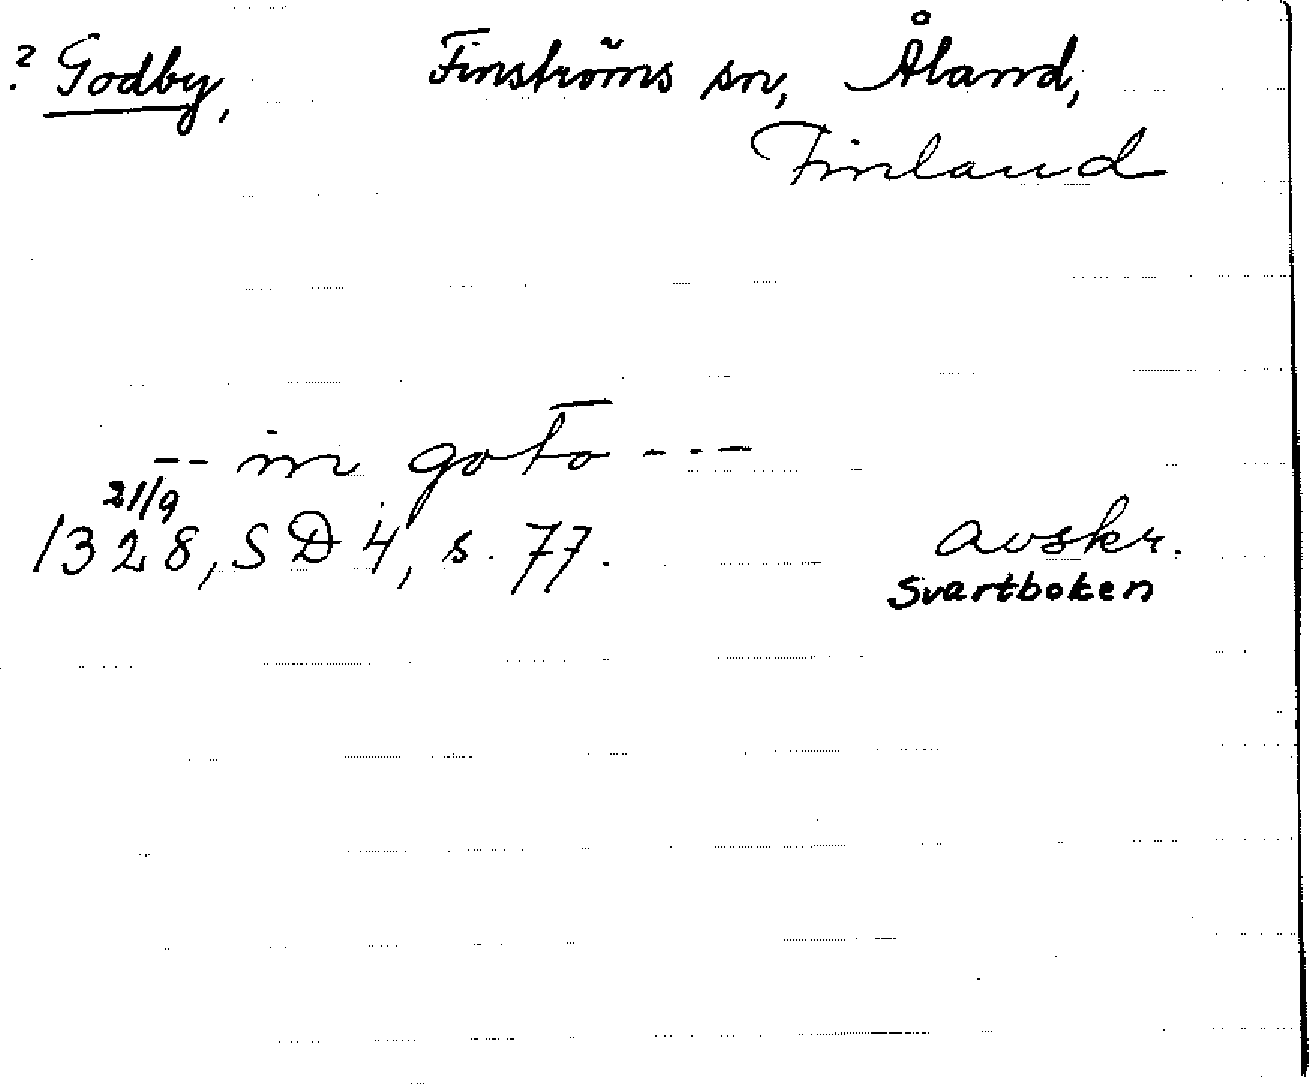 ? Godby, Finströms sn, Åland,
Finland
-- in goto ---
21/9
1328, SD 4, s. 77. avskr.
Svartboken